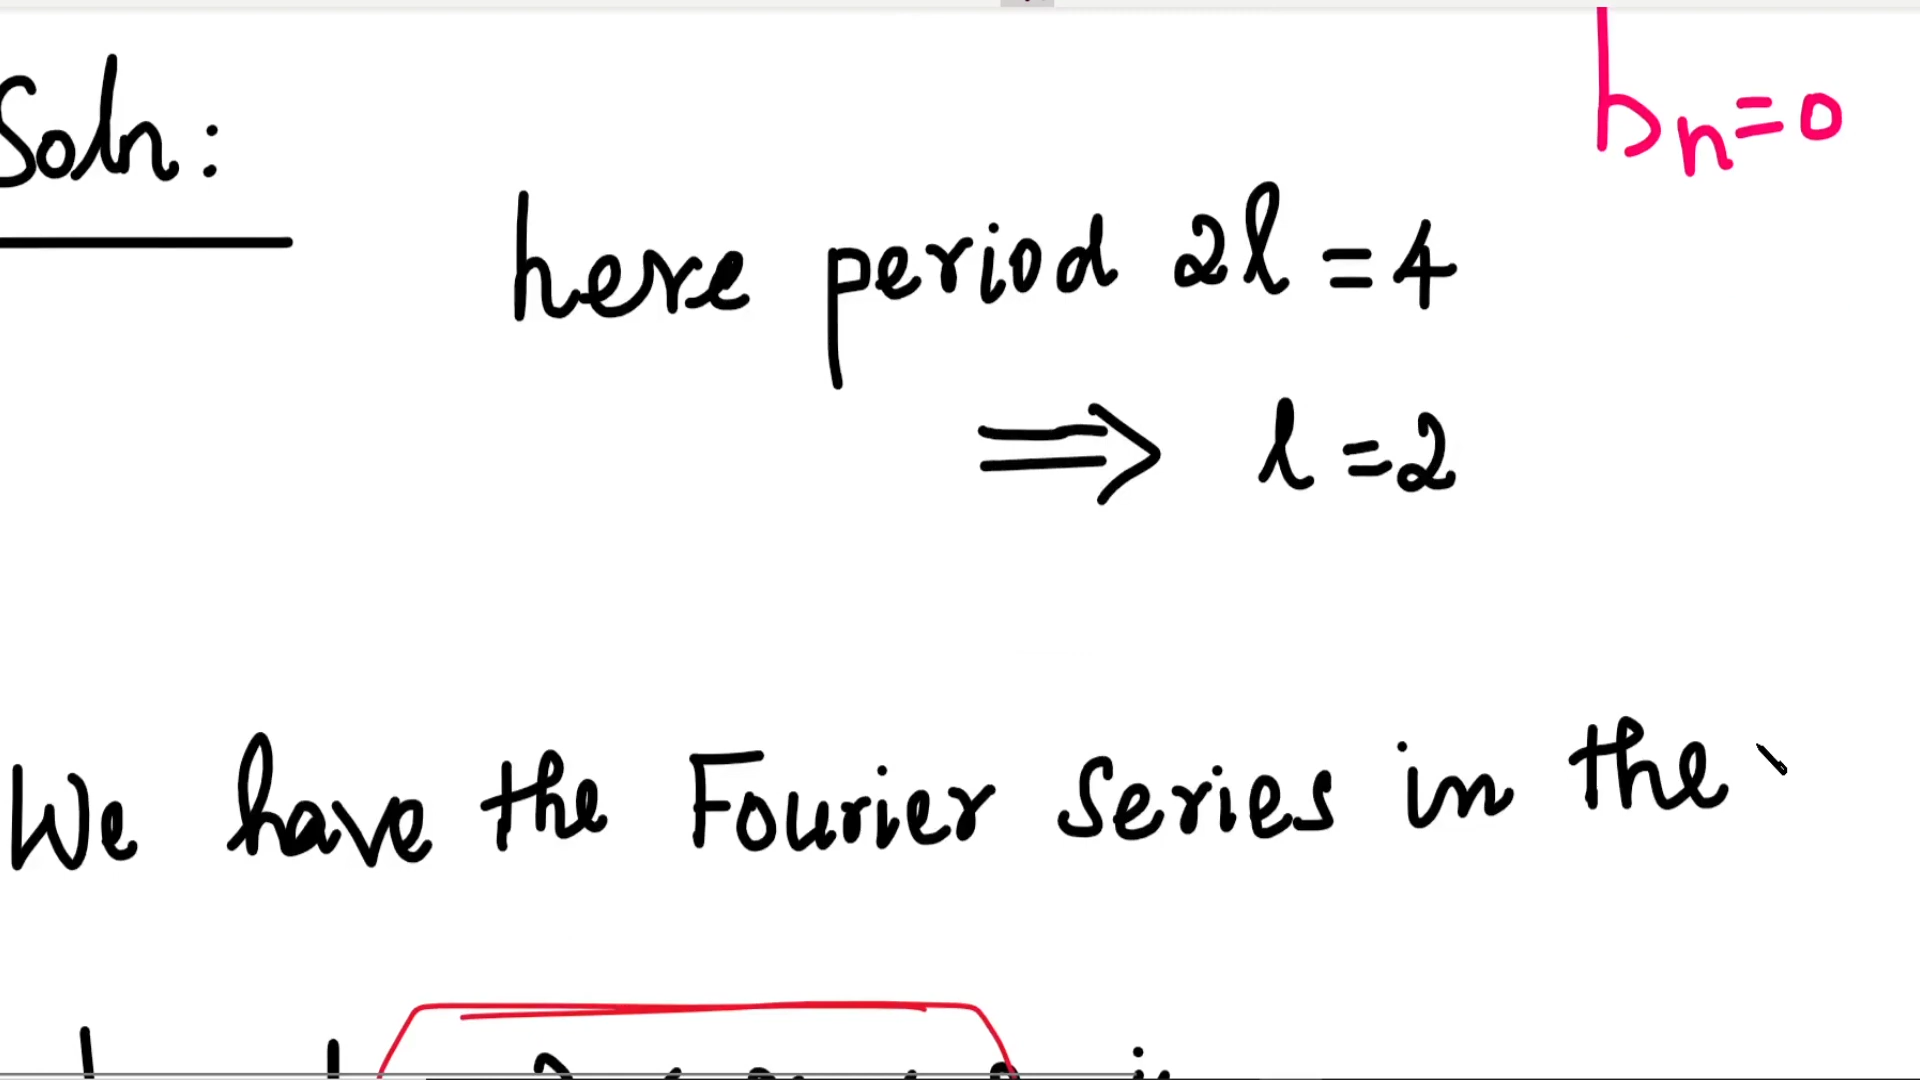 bn=0
Soln:
here period 2l=4
⟹ l=2
We have the Fourier Series in the